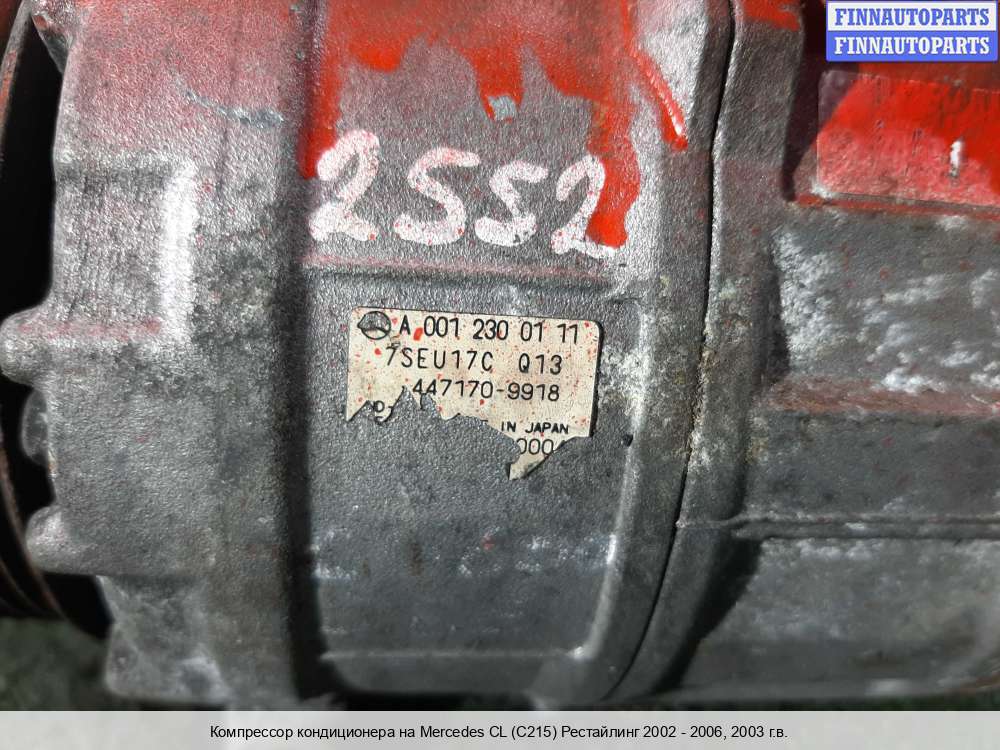 FINNAUTOPARTS
FINNAUTOPARTS
2552
A 001 230 01 11
7SEU17C Q13
447170-9918
IN JAPAN
Компрессор кондиционера на Mercedes CL (C215) Рестайлинг 2002 - 2006, 2003 г.в.